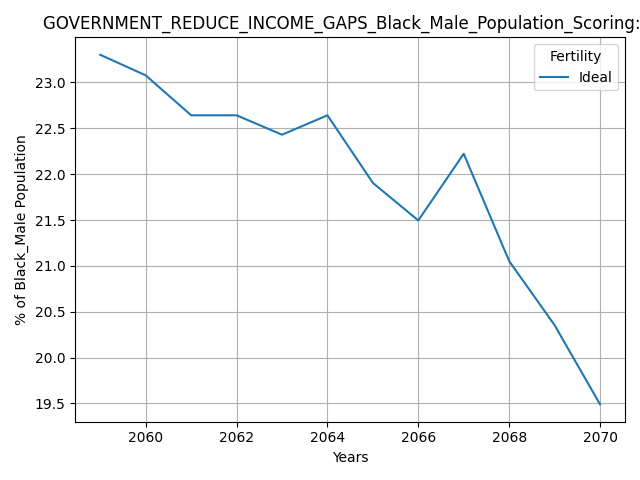 GOVERNMENT_REDUCE_INCOME_GAPS_Black_Male_Population_Scoring:
Fertility
Ideal
% of Black_Male Population
23.0
22.5
22.0
21.5
21.0
20.5
20.0
19.5
2060 2062 2064 2066 2068 2070
Years